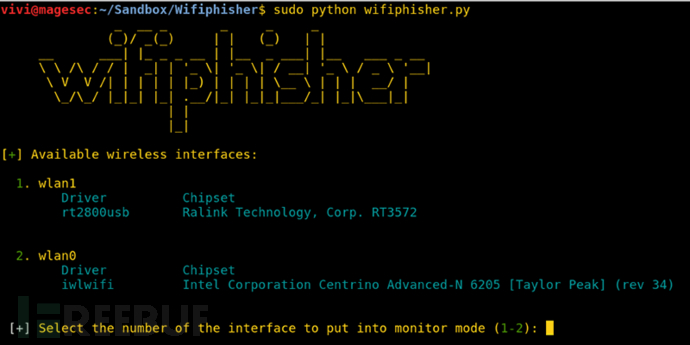 vivi@magesec:~/Sandbox/Wifiphisher$ sudo python wifiphisher.py
wifiphisher
[+] Available wireless interfaces:
1. wlan1
Driver Chipset
rt2800usb Ralink Technology, Corp. RT3572
2. wlan0
Driver Chipset
iwlwifi Intel Corporation Centrino Advanced-N 6205 [Taylor Peak] (rev 34)
REEBUF
[+] Select the number of the interface to put into monitor mode (1-2):